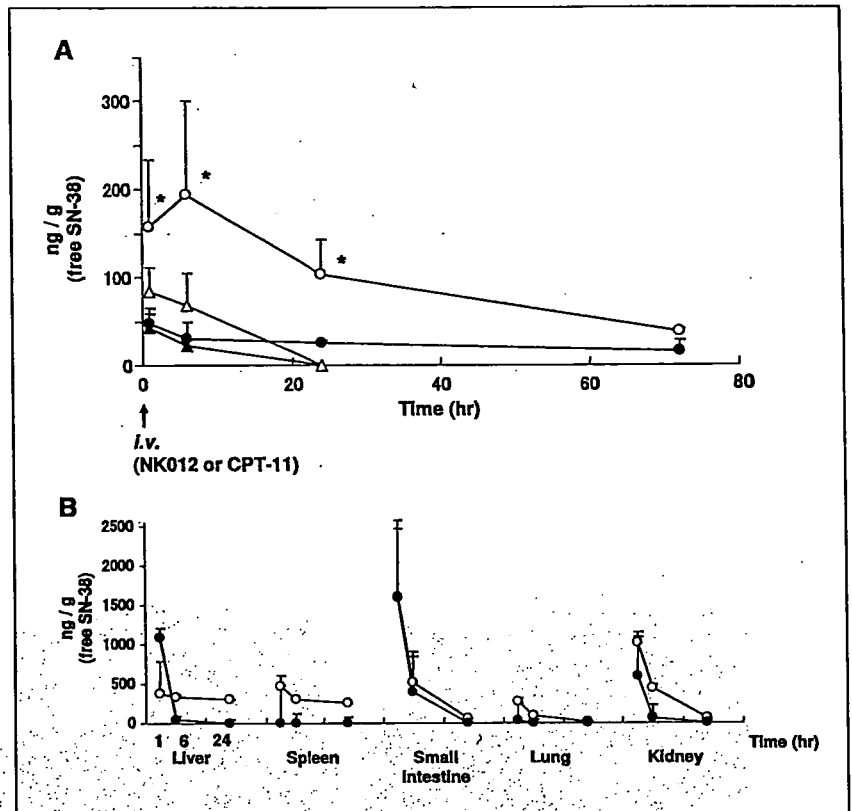 A
300
200
100
0
ng / g
(free SN-38)
*
*
*
0
20
40
60
80
Time (hr)
i.v.
(NK012 or CPT-11)
B
2500
2000
1500
1000
500
0
ng / g
(free SN-38)
1 6 24
Time (hr)
Liver
Spleen
Small
Intestine
Lung
Kidney